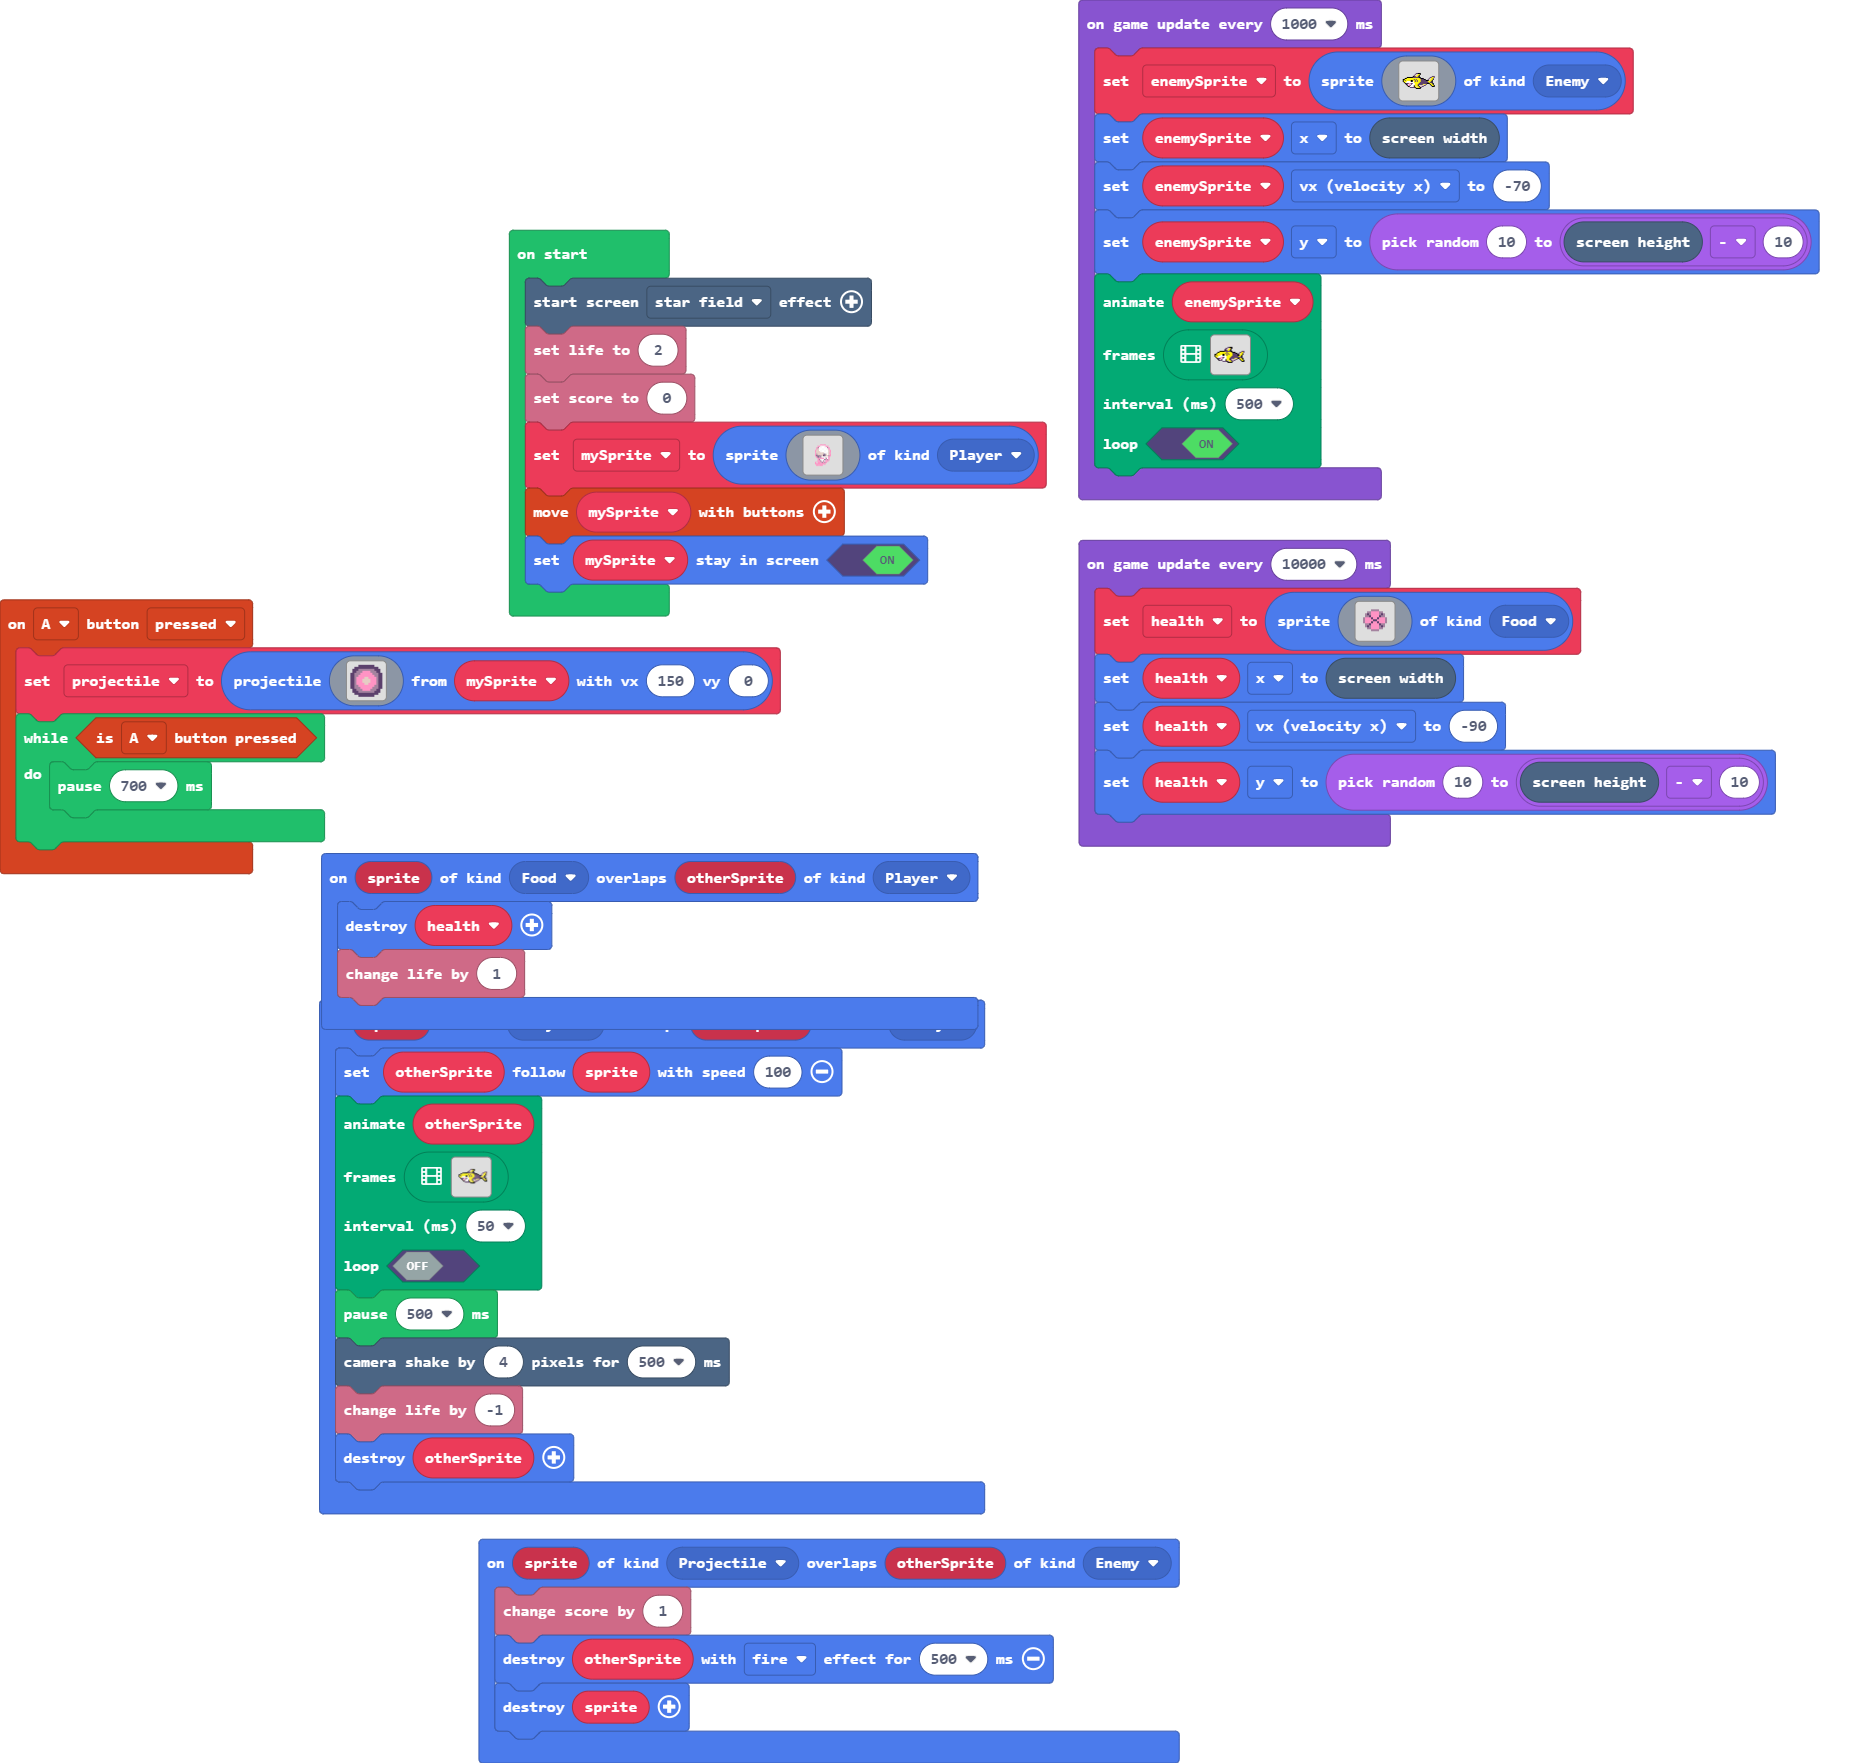 on start
start screen star field effect
set life to 2
set score to 0
set mySprite to sprite of kind Player
move mySprite with buttons
set mySprite stay in screen ON
on A button pressed
set projectile to projectile from mySprite with vx 150 vy 0
while is A button pressed
do pause 700 ms
on game update every 1000 ms
set enemySprite to sprite of kind Enemy
set enemySprite x to screen width
set enemySprite vx (velocity x) to -70
set enemySprite y to pick random 10 to screen height - 10
animate enemySprite
frames
interval (ms) 500
loop ON
on game update every 10000 ms
set health to sprite of kind Food
set health x to screen width
set health vx (velocity x) to -90
set health y to pick random 10 to screen height - 10
on sprite of kind Food overlaps otherSprite of kind Player
destroy health
change life by 1
set otherSprite follow sprite with speed 100
animate otherSprite
frames
interval (ms) 50
loop OFF
pause 500 ms
camera shake by 4 pixels for 500 ms
change life by -1
destroy otherSprite
on sprite of kind Projectile overlaps otherSprite of kind Enemy
change score by 1
destroy otherSprite with fire effect for 500 ms
destroy sprite